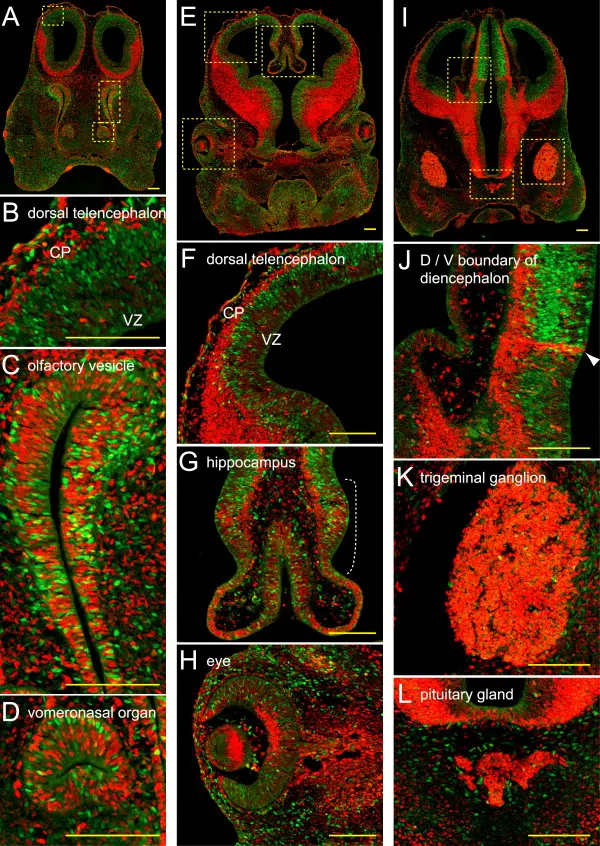 A
B
dorsal telencephalon
CP
VZ
C
olfactory vesicle
D
vomeronasal organ
E
F
dorsal telencephalon
CP
VZ
G
hippocampus
H
eye
I
J
D / V boundary of
diencephalon
K
trigeminal ganglion
L
pituitary gland